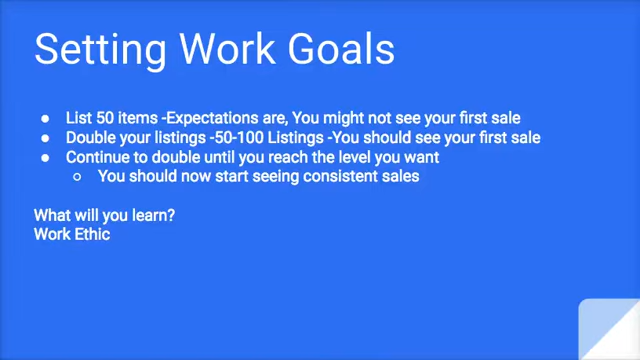 Setting Work Goals
● List 50 items -Expectations are, You might not see your first sale
● Double your listings -50-100 Listings -You should see your first sale
● Continue to double until you reach the level you want
○ You should now start seeing consistent sales
What will you learn?
Work Ethic